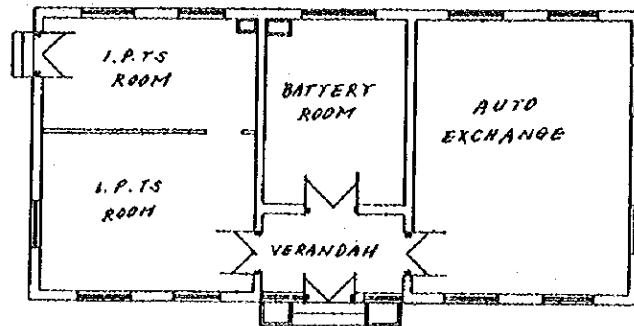 I.P.TS
ROOM
BATTERY
ROOM
AUTO
EXCHANGE
I.P.TS
ROOM
VERANDAH